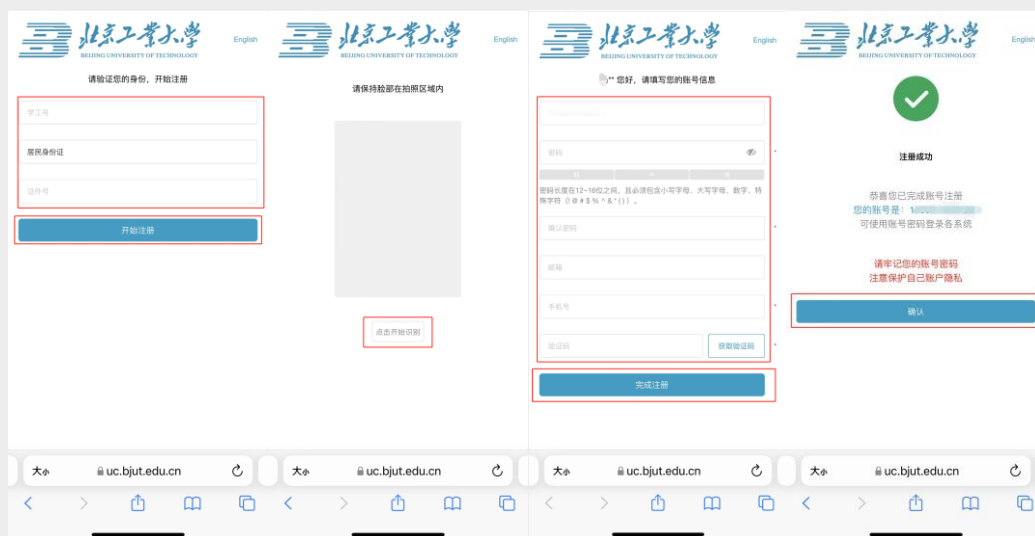 北京工业大学
English
BEIJING UNIVERSITY OF TECHNOLOGY
请验证您的身份，开始注册
学工号
居民身份证
证件号
开始注册
大小
uc.bjut.edu.cn
北京工业大学
English
BEIJING UNIVERSITY OF TECHNOLOGY
请保持脸部在拍照区域内
点击开始识别
大小
uc.bjut.edu.cn
北京工业大学
English
BEIJING UNIVERSITY OF TECHNOLOGY
** 您好，请填写您的账号信息
密码
*
密码长度在12~16位之间，且必须包含小写字母、大写字母、数字、特
殊字符（!@#$%^&*()）。
确认密码
*
邮箱
手机号
*
验证码
获取验证码
*
完成注册
大小
uc.bjut.edu.cn
北京工业大学
English
BEIJING UNIVERSITY OF TECHNOLOGY
注册成功
恭喜您已完成账号注册
您的账号是：
可使用账号密码登录各系统
请牢记您的账号密码
注意保护自己账户隐私
确认
大小
uc.bjut.edu.cn